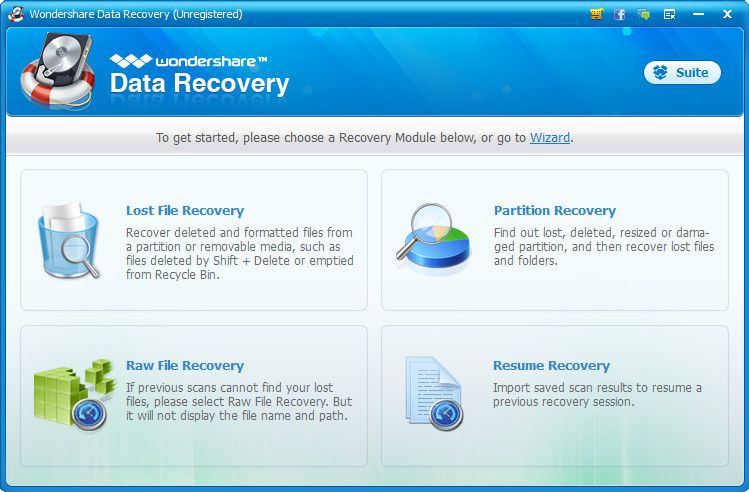 Wondershare Data Recovery (Unregistered)
wondershare™
Data Recovery
Suite
To get started, please choose a Recovery Module below, or go to Wizard.
Lost File Recovery
Recover deleted and formatted files from
a partition or removable media, such as
files deleted by Shift + Delete or emptied
from Recycle Bin.
Partition Recovery
Find out lost, deleted, resized or dama-
ged partition, and then recover lost files
and folders.
Raw File Recovery
If previous scans cannot find your lost
files, please select Raw File Recovery. But
it will not display the file name and path.
Resume Recovery
Import saved scan results to resume a
previous recovery session.